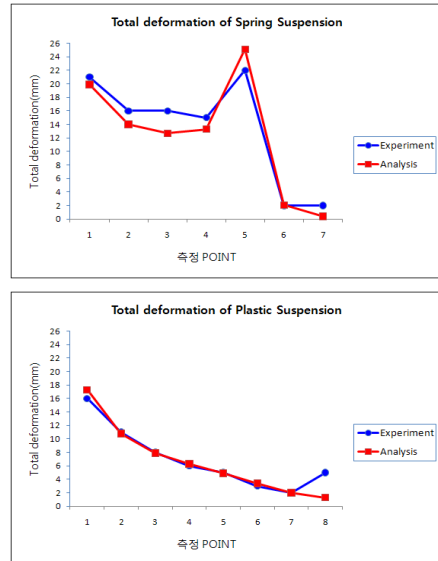 Total deformation of Spring Suspension
Total deformation(mm)
26
24
22
20
18
16
14
12
10
8
6
4
2
0
1 2 3 4 5 6 7
측정 POINT
Experiment
Analysis
Total deformation of Plastic Suspension
Total deformation(mm)
26
24
22
20
18
16
14
12
10
8
6
4
2
0
1 2 3 4 5 6 7 8
측정 POINT
Experiment
Analysis